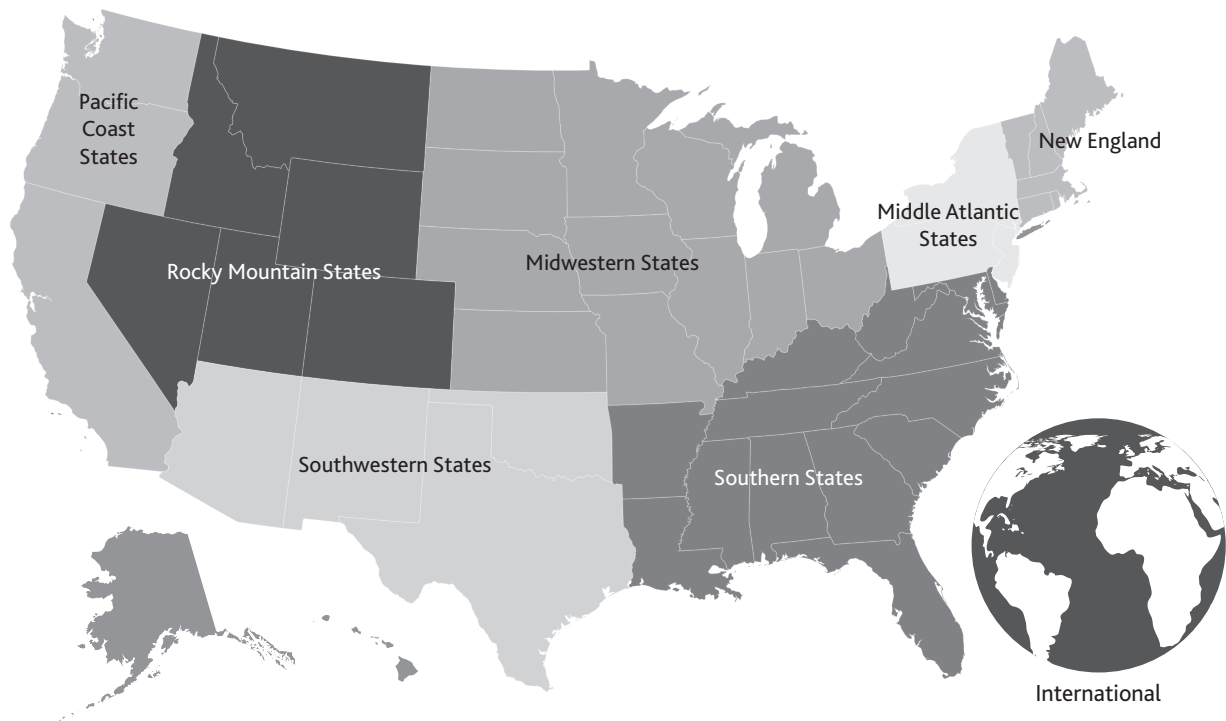 Pacific
Coast
States
New England
Middle Atlantic
States
Rocky Mountain States
Midwestern States
Southwestern States
Southern States
International